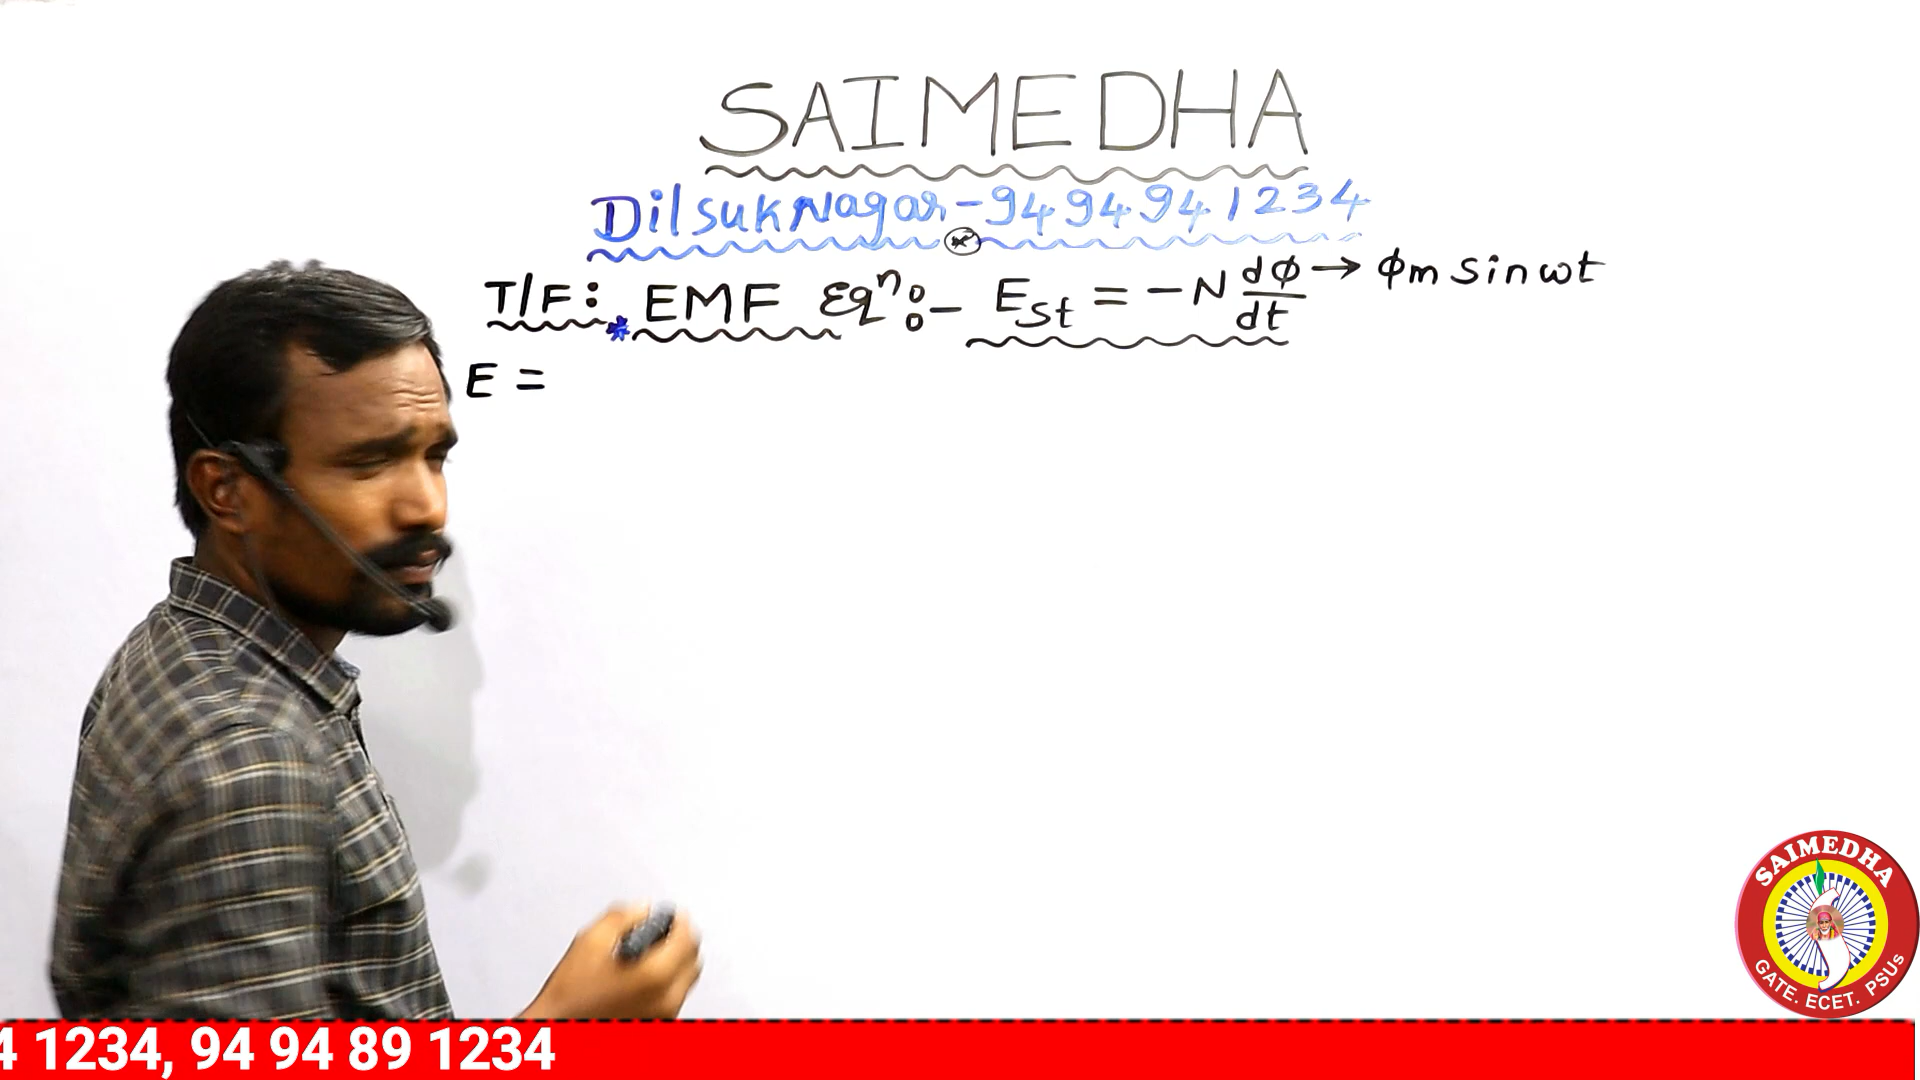 SAIMEDHA
DilsukNagar-9494941234
T/F: * EMF Eqⁿ:- E_St = -N dϕ/dt → ϕm Sinωt
E =
SAIMEDHA
GATE. ECET. PSUs
4 1234, 94 94 89 1234